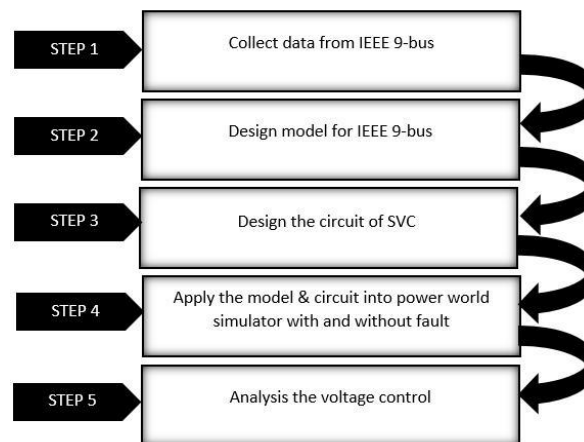 STEP 1
Collect data from IEEE 9-bus
STEP 2
Design model for IEEE 9-bus
STEP 3
Design the circuit of SVC
STEP 4
Apply the model & circuit into power world
simulator with and without fault
STEP 5
Analysis the voltage control